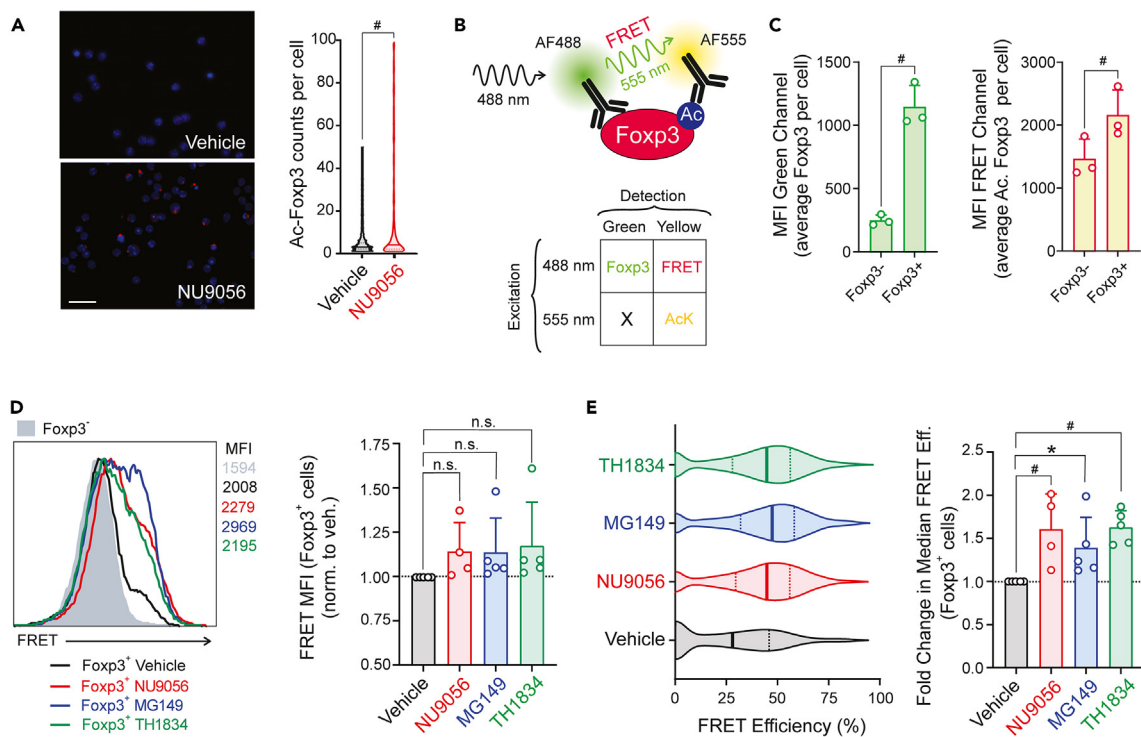 A
Vehicle
NU9056
Ac-Foxp3 counts per cell
100
80
60
40
20
0
#
Vehicle
NU9056
B
AF488
FRET
AF555
488 nm
555 nm
Ac
Foxp3
Detection
Green
Yellow
Excitation
488 nm
Foxp3
FRET
555 nm
X
AcK
C
MFI Green Channel
(average Foxp3 per cell)
1500
1000
500
0
#
Foxp3-
Foxp3+
MFI FRET Channel
(average Ac. Foxp3 per cell)
3000
2000
1000
0
#
Foxp3-
Foxp3+
D
Foxp3-
MFI
1594
2008
2279
2969
2195
FRET
Foxp3+ Vehicle
Foxp3+ NU9056
Foxp3+ MG149
Foxp3+ TH1834
FRET MFI (Foxp3+ cells)
(norm. to veh.)
1.75
1.50
1.25
1.00
0.75
0.50
n.s.
n.s.
n.s.
Vehicle
NU9056
MG149
TH1834
E
TH1834
MG149
NU9056
Vehicle
0
25
50
75
100
FRET Efficiency (%)
Fold Change in Median FRET Eff.
(Foxp3+ cells)
2.5
2.0
1.5
1.0
0.5
0.0
#
*
#
Vehicle
NU9056
MG149
TH1834